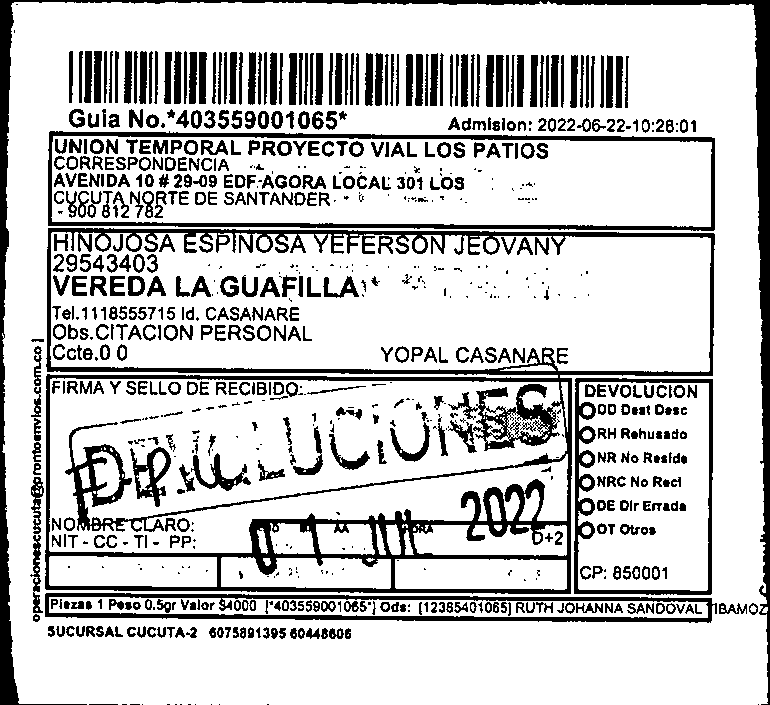 Guia No.*403559001065*
Admision: 2022-06-22-10:28:01
UNION TEMPORAL PROYECTO VIAL LOS PATIOS
CORRESPONDENCIA
AVENIDA 10 # 29-09 EDF-AGORA LOCAL 301 LOS
CUCUTA NORTE DE SANTANDER
- 900 812 782
HINOJOSA ESPINOSA YEFERSON JEOVANY
29543403
VEREDA LA GUAFILLA
Tel.1118555715 Id. CASANARE
Obs.CITACION PERSONAL
Ccte.0 0 YOPAL CASANARE
operacionescucuta@prontoenvios.com.co
FIRMA Y SELLO DE RECIBIDO:
DEVOLUCIONES
01 JUL 2022
NOMBRE CLARO:
AA HORA
NIT - CC - TI - PP:
D+2
DEVOLUCION
DD Dest Desc
RH Rehusado
NR No Reside
NRC No Recl
DE Dir Errada
OT Otros
CP: 850001
Piezas 1 Peso 0.5gr Valor $4000 [*403559001065*] Ods: [12385401065] RUTH JOHANNA SANDOVAL TIBAMOZ
SUCURSAL CUCUTA-2 6075891395 60448606